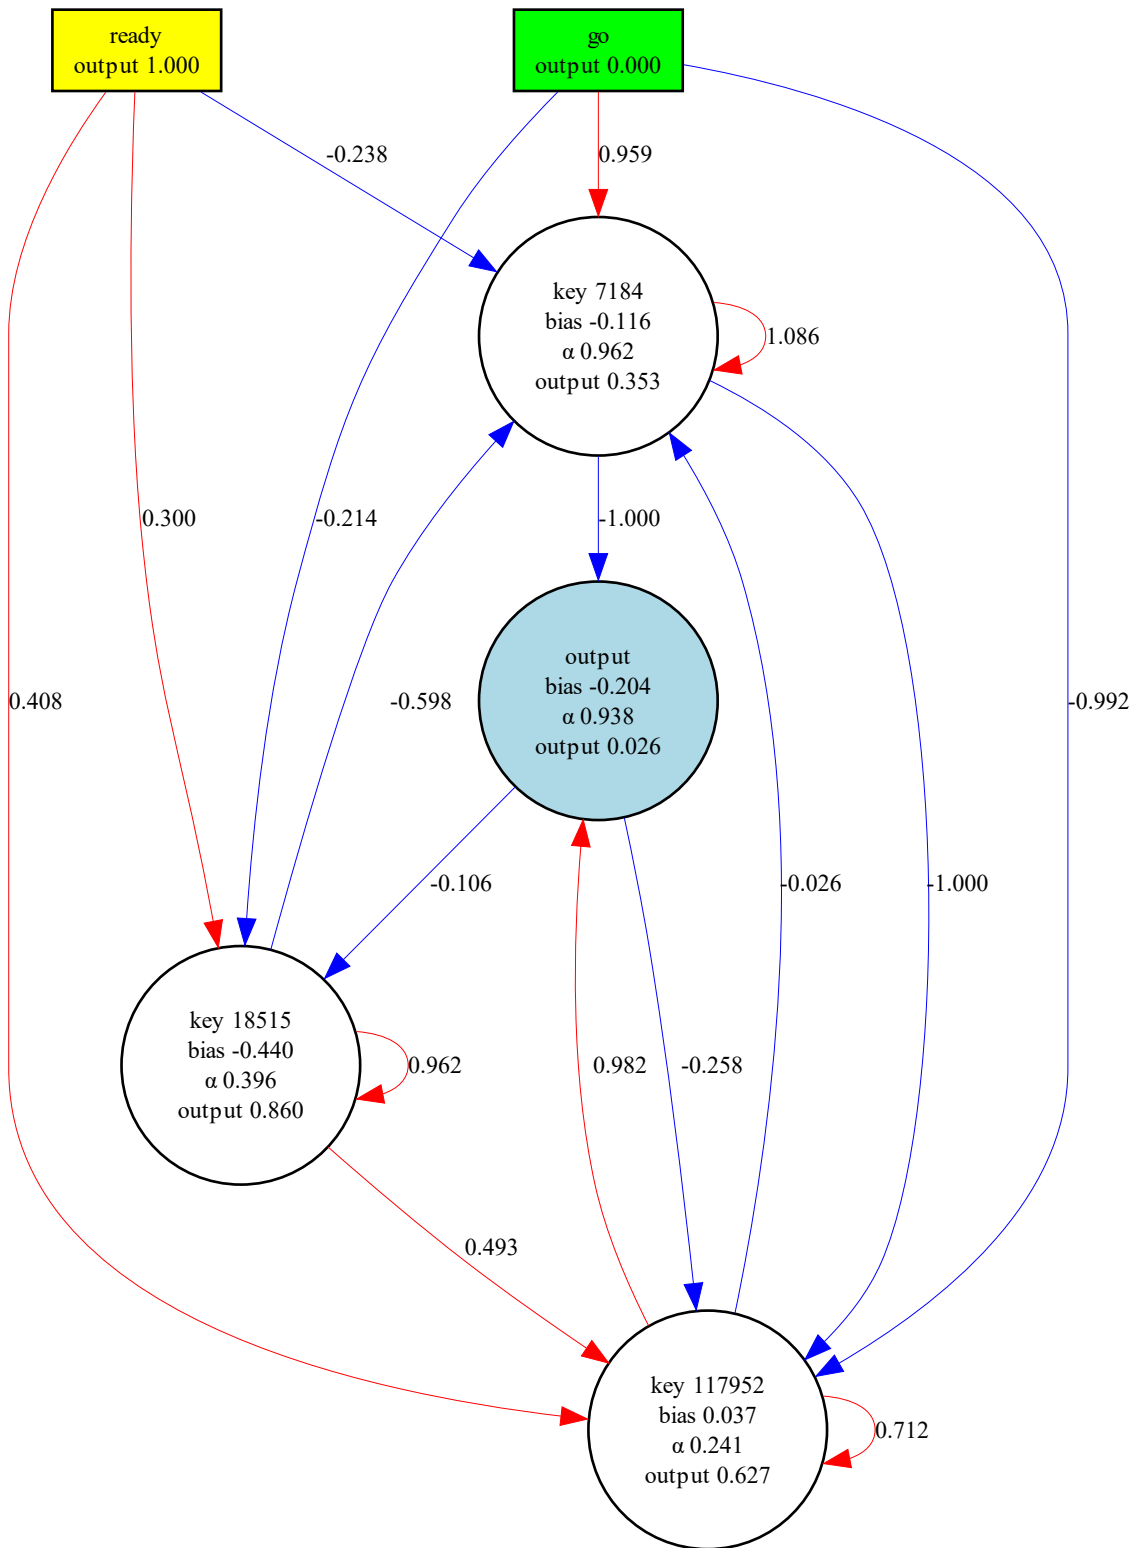 ready
output 1.000
go
output 0.000
-0.238
0.959
key 7184
bias -0.116
α 0.962
output 0.353
1.086
0.300
-0.214
-1.000
0.408
-0.598
output
bias -0.204
α 0.938
output 0.026
-0.992
-0.106
-0.026
-1.000
key 18515
bias -0.440
α 0.396
output 0.860
0.962
0.982
-0.258
0.493
key 117952
bias 0.037
α 0.241
output 0.627
0.712